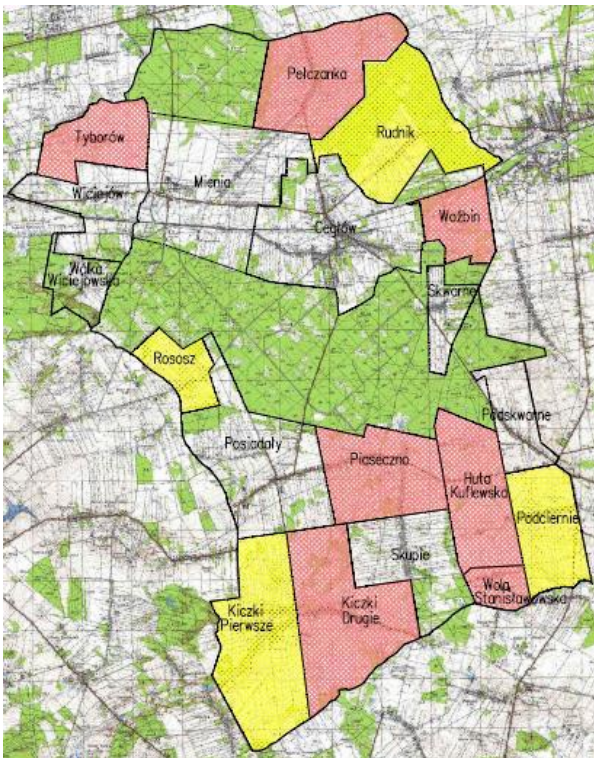 Pełczanka
Rudnik
Tyborów
Mienia
Wiciejów
Woźbin
Cegłów
Wólka
Wiciejowska
Skwarne
Rososz
Podskwarne
Posiadały
Piaseczno
Huta
Kuflewska
Podciernie
Skupie
Wola
Stanisławowska
Kiczki
Pierwsze
Kiczki
Drugie